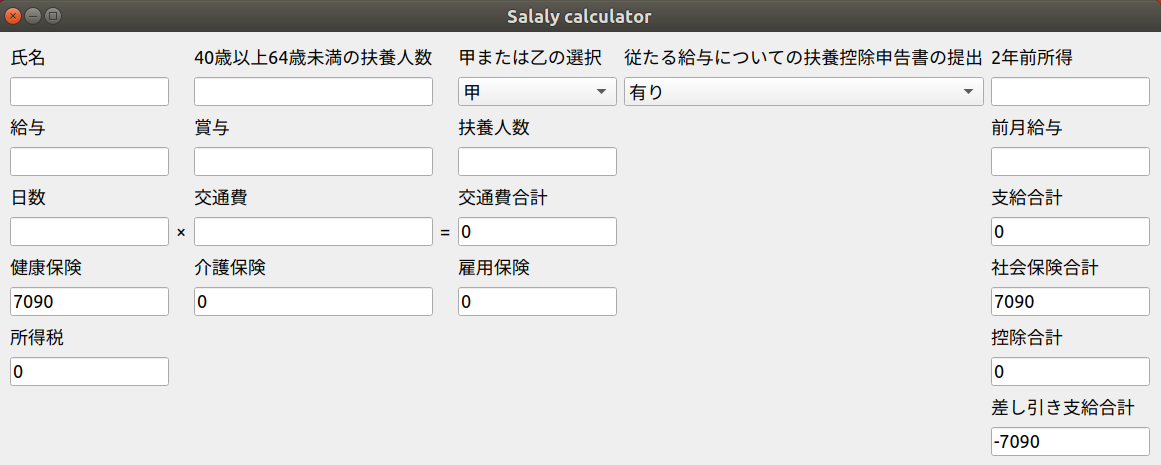 Salaly calculator
氏名 40歳以上64歳未満の扶養人数 甲または乙の選択 従たる給与についての扶養控除申告書の提出 2年前所得
甲 有り
給与 賞与 扶養人数 前月給与
日数 交通費 交通費合計 支給合計
× = 0 0
健康保険 介護保険 雇用保険 社会保険合計
7090 0 0 7090
所得税 控除合計
0 0
差し引き支給合計
-7090